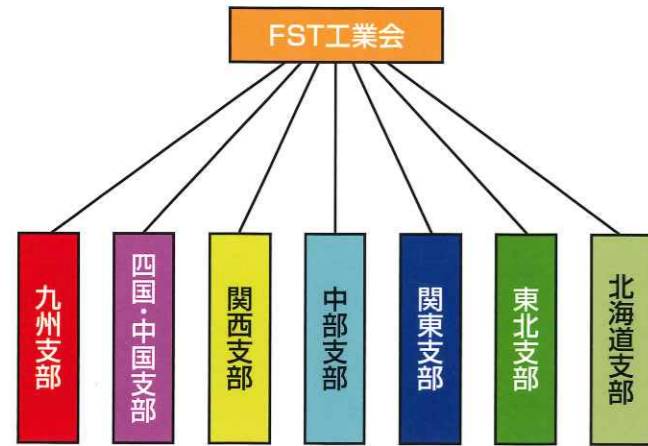 FST工業会
九州支部
四国・中国支部
関西支部
中部支部
関東支部
東北支部
北海道支部